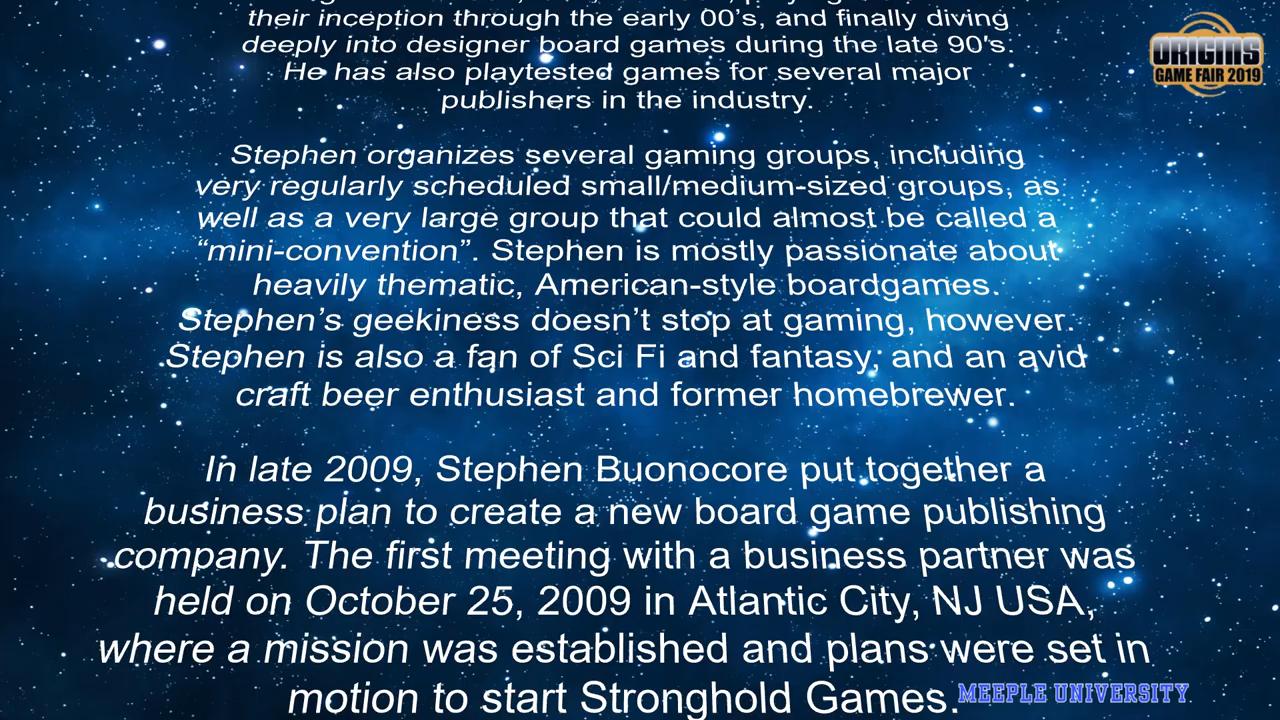 their inception through the early 00's, and finally diving
deeply into designer board games during the late 90's.
He has also playtested games for several major
publishers in the industry.
Stephen organizes several gaming groups, including
very regularly scheduled small/medium-sized groups, as
well as a very large group that could almost be called a
“mini-convention”. Stephen is mostly passionate about
heavily thematic, American-style boardgames.
Stephen’s geekiness doesn’t stop at gaming, however.
Stephen is also a fan of Sci Fi and fantasy; and an avid
craft beer enthusiast and former homebrewer.
In late 2009, Stephen Buonocore put together a
business plan to create a new board game publishing
company. The first meeting with a business partner was
held on October 25, 2009 in Atlantic City, NJ USA,
where a mission was established and plans were set in
motion to start Stronghold Games.
ORIGINS
GAME FAIR 2019
MEEPLE UNIVERSITY